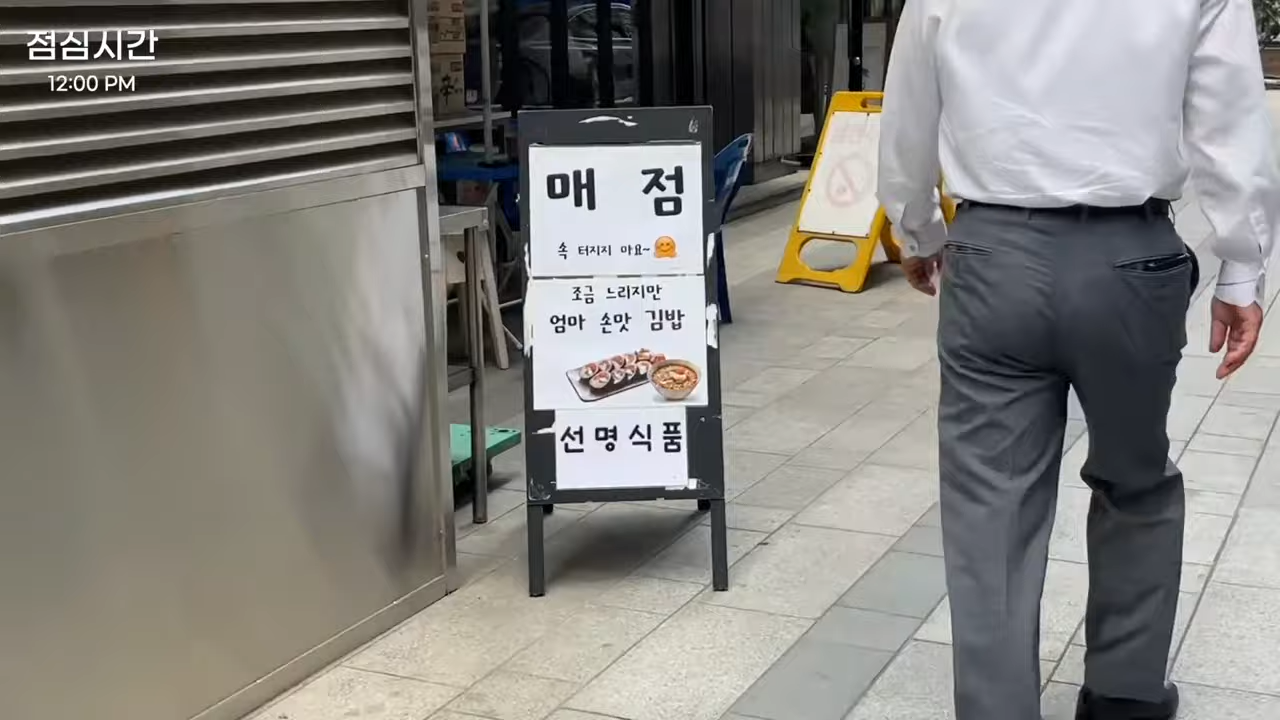 점심시간
12:00 PM
매 점
속 터지지 마요~
조금 느리지만
엄마 손맛 김밥
선명식품